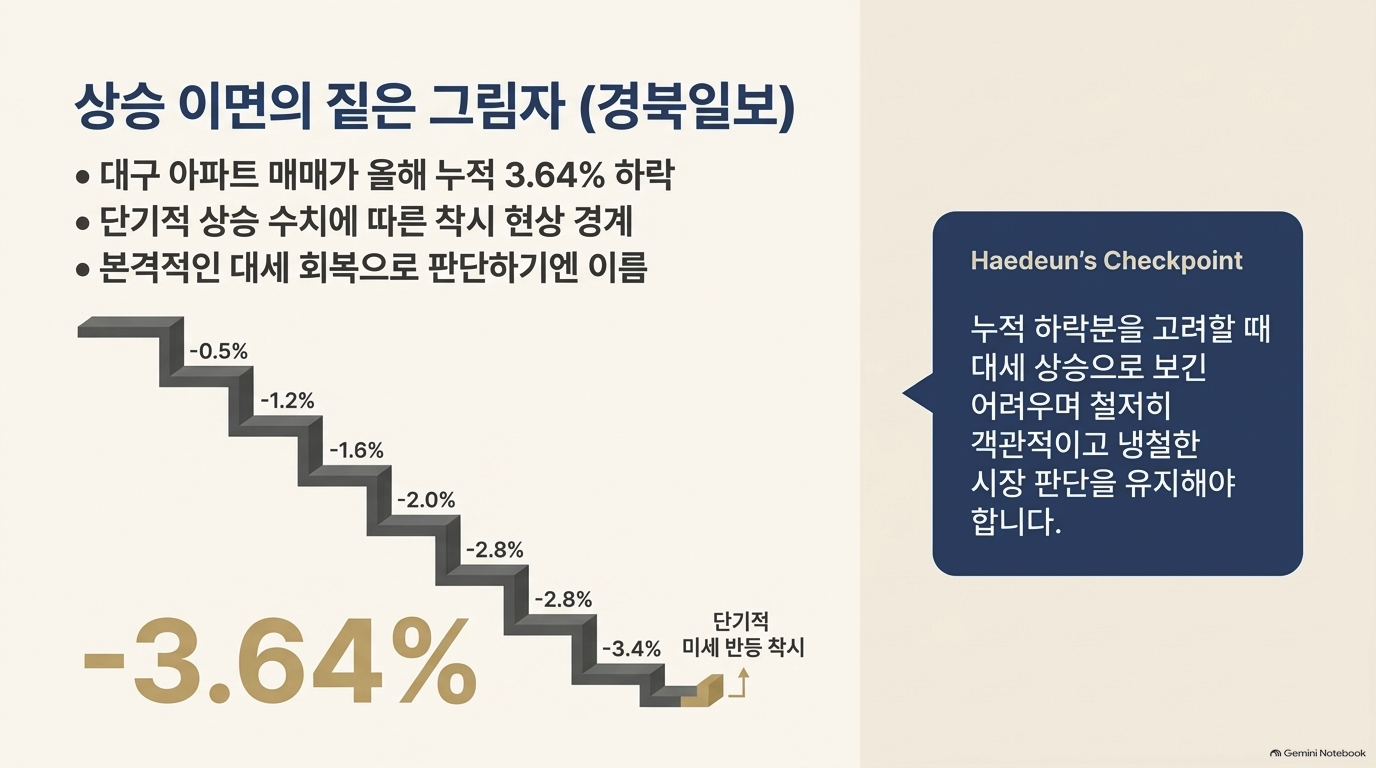 상승 이면의 짙은 그림자 (경북일보)
• 대구 아파트 매매가 올해 누적 3.64% 하락
• 단기적 상승 수치에 따른 착시 현상 경계
• 본격적인 대세 회복으로 판단하기엔 이름
-0.5%
-1.2%
-1.6%
-2.0%
-2.8%
-2.8%
-3.4%
단기적
미세 반등 착시
-3.64%
Haedeun's Checkpoint
누적 하락분을 고려할 때
대세 상승으로 보긴
어려우며 철저히
객관적이고 냉철한
시장 판단을 유지해야
합니다.
Gemini Notebook